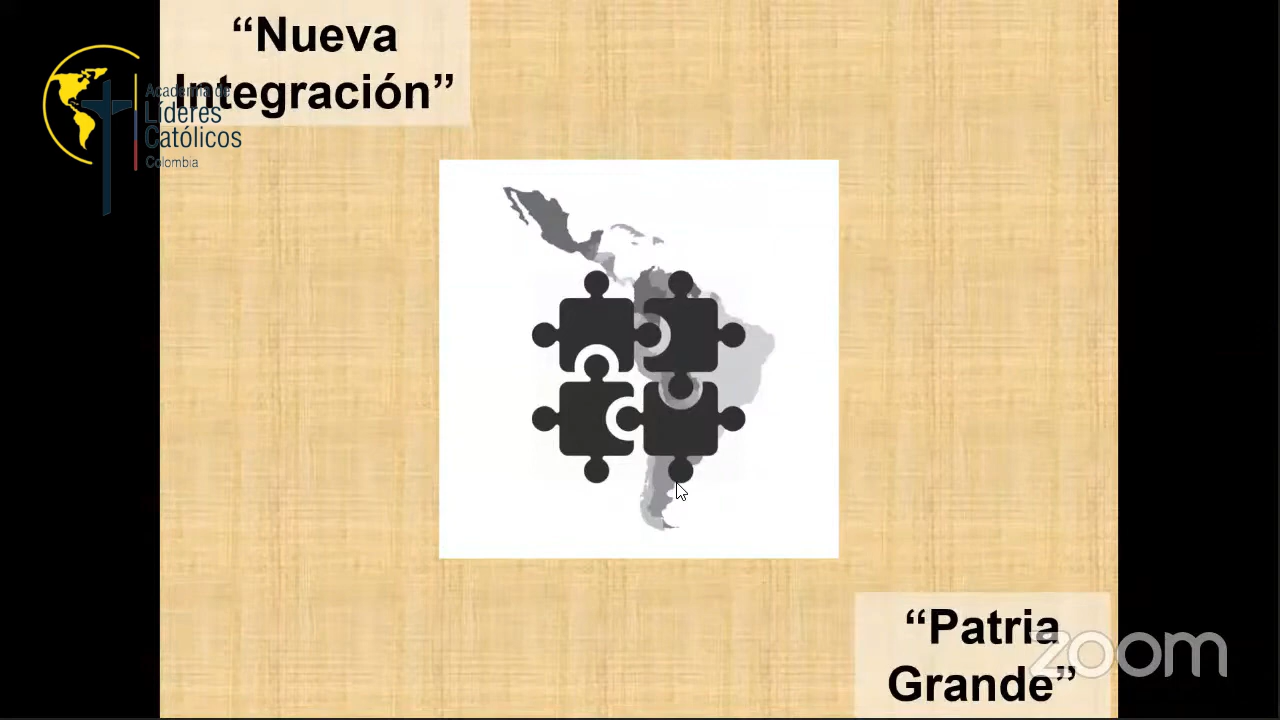 “Nueva
Integración”
Academia de
Líderes
Católicos
Colombia
“Patria
Grande”
zoom